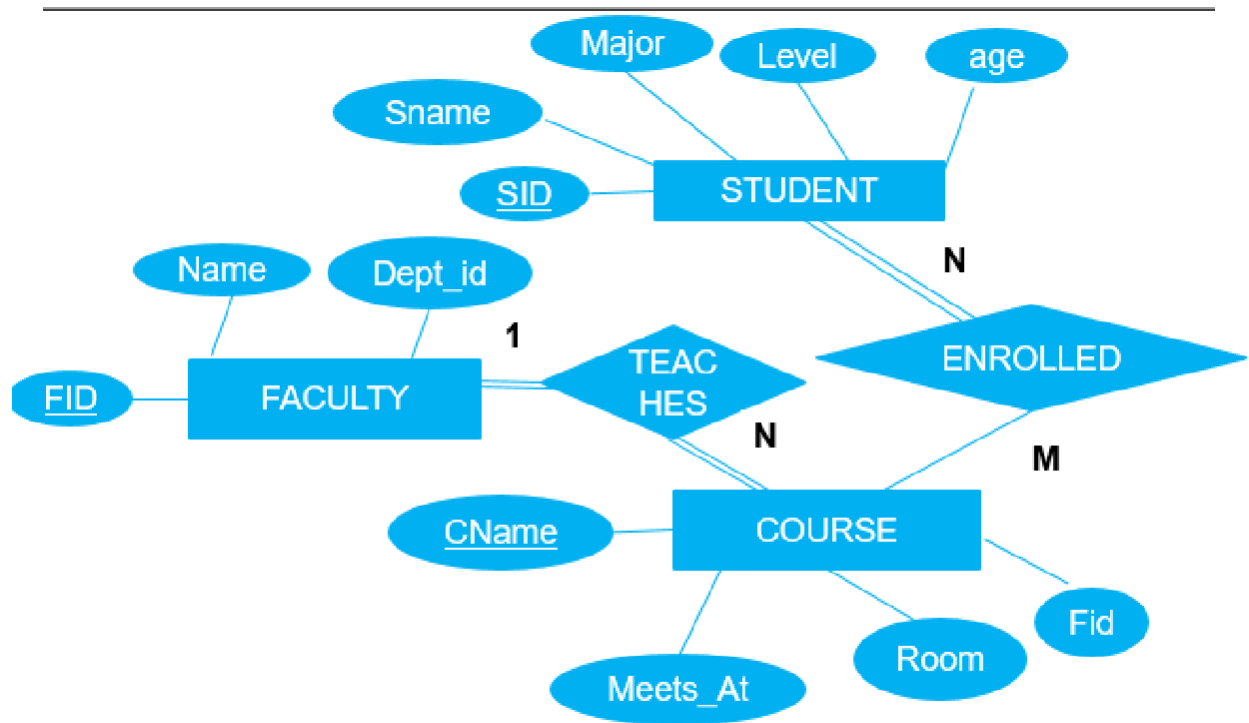 Major
Level
age
Sname
SID
STUDENT
N
Name
Dept_id
1
TEAC
HES
ENROLLED
FID
FACULTY
N
M
CName
COURSE
Fid
Room
Meets_At